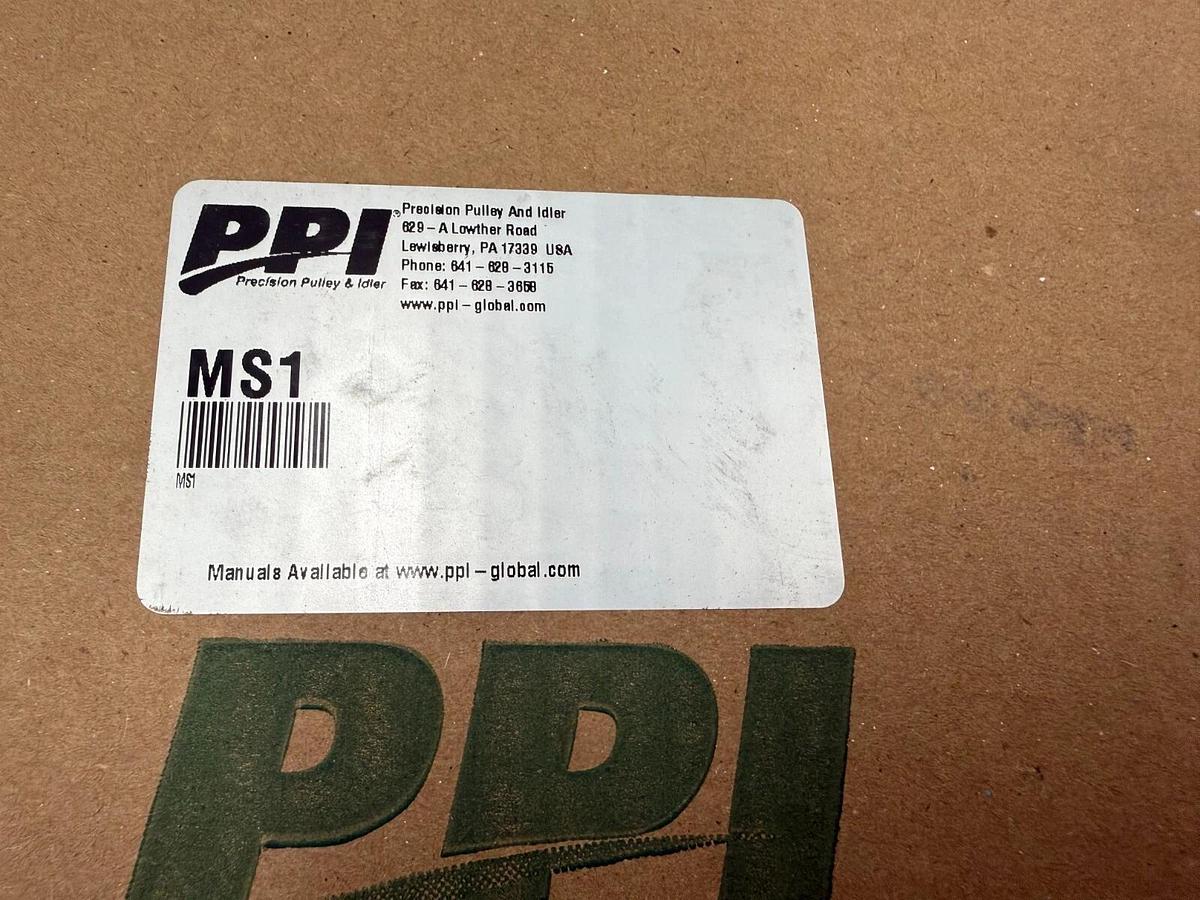 PPI®
Precision Pulley & Idler
Precision Pulley And Idler
629-A Lowther Road
Lewisberry, PA 17339 USA
Phone: 641-628-3115
Fax: 641-628-3658
www.ppi-global.com
MS1
MS1
Manuals Available at www.ppi-global.com
PPI